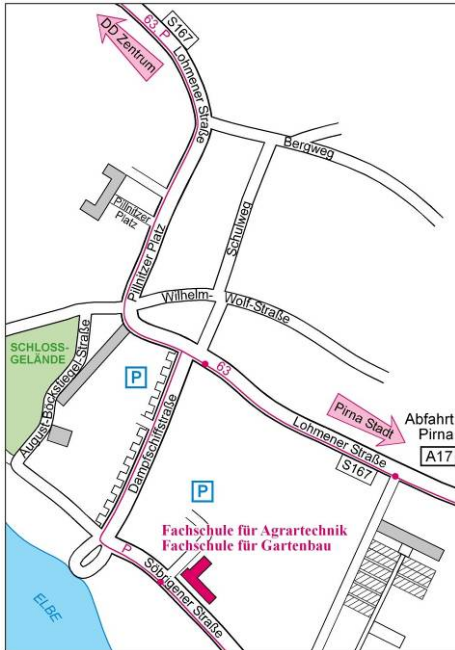 63, P
S167
DD Zentrum
Lohmener Straße
Bergweg
Pillnitzer
Platz
Schulweg
Pillnitzer Platz
Wilhelm- Wolf-Straße
SCHLOSS-
GELÄNDE
August-Böckstiegel-Straße
P
63
Dampfschiffstraße
Pirna Stadt
Abfahrt
Pirna
A17
Lohmener Straße
S167
P
Fachschule für Agrartechnik
Fachschule für Gartenbau
P
Söbrigener Straße
ELBE